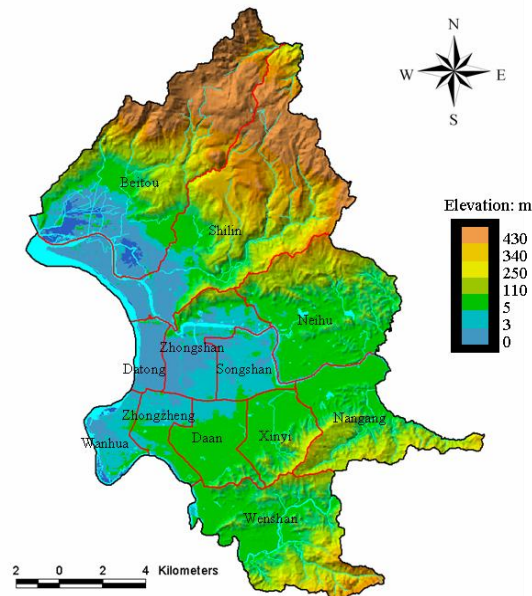 N
W E
S
Elevation: m
430
340
250
110
5
3
0
Beitou
Shilin
Neihu
Zhongshan
Datong
Songshan
Zhongzheng
Nangang
Wanhua
Daan
Xinyi
Wenshan
2 0 2 4 Kilometers